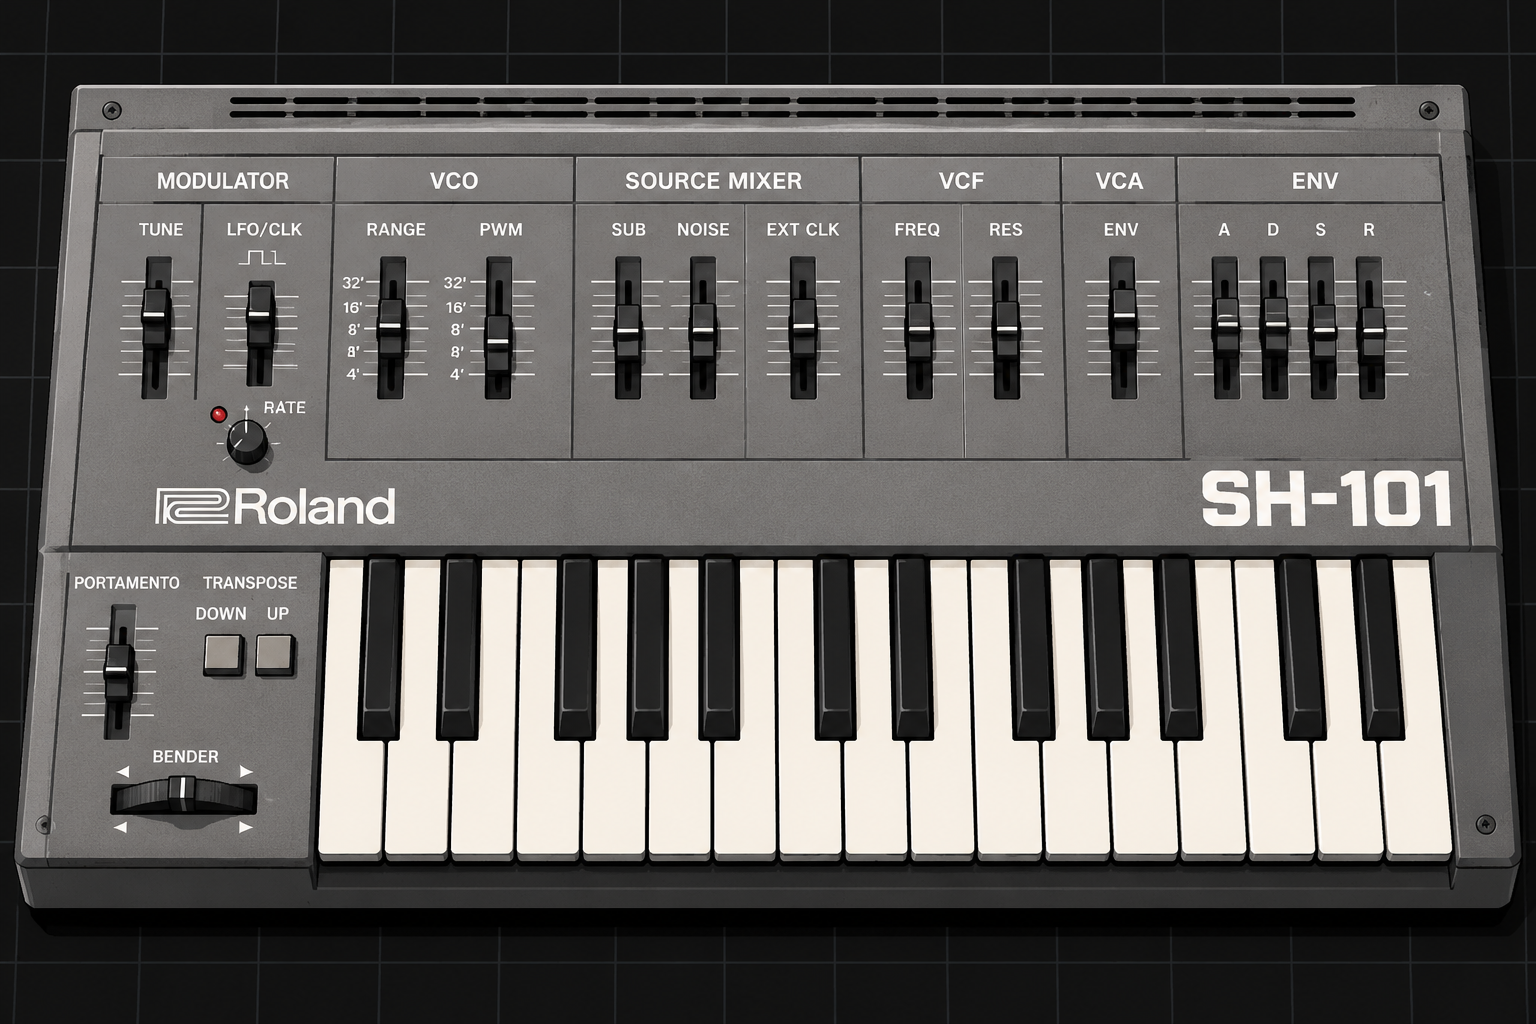 MODULATOR VCO SOURCE MIXER VCF VCA ENV
TUNE LFO/CLK RANGE PWM SUB NOISE EXT CLK FREQ RES ENV A D S R
32' 32'
16' 16'
8' 8'
8' 8'
4' 4'
RATE
Roland
SH-101
PORTAMENTO TRANSPOSE
DOWN UP
BENDER